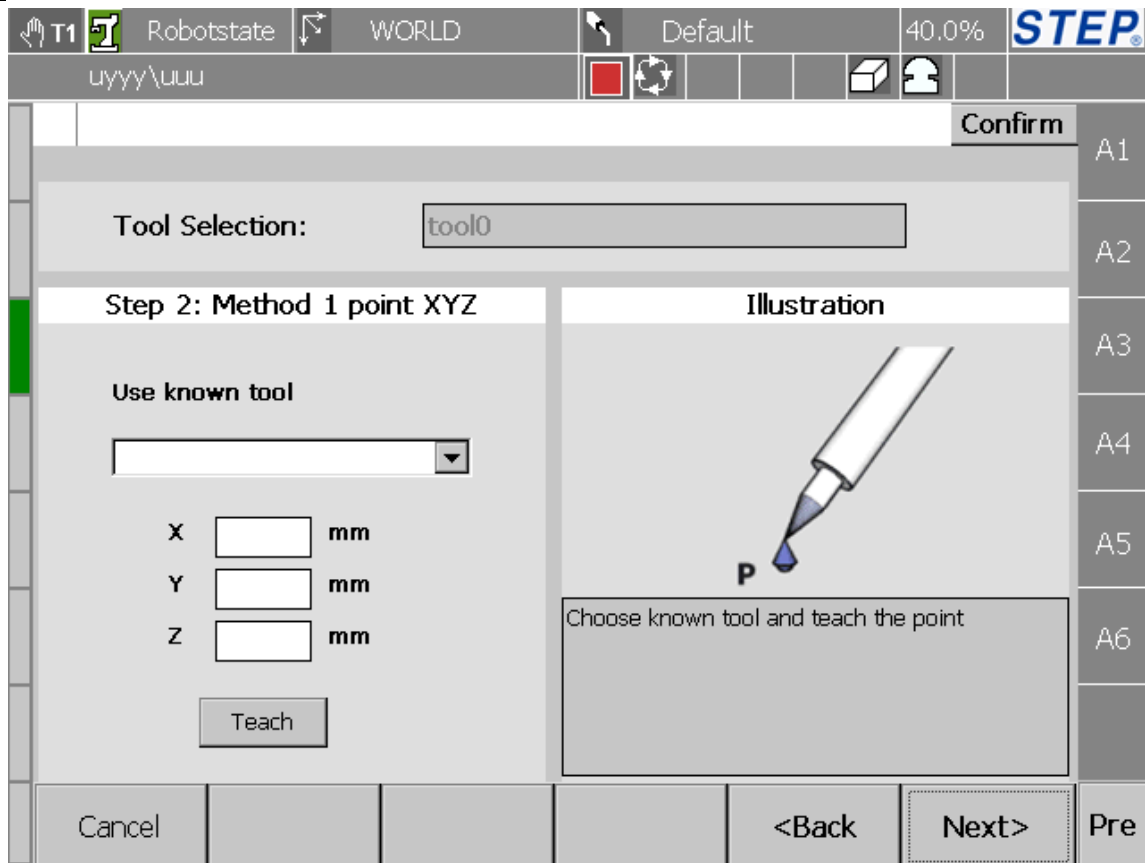 T1 Robotstate WORLD Default 40.0% STEP®
uyyy\uuu
Confirm
A1
Tool Selection: tool0
A2
Step 2: Method 1 point XYZ
Illustration
A3
Use known tool
A4
X mm
A5
Y mm
P
Z mm
Choose known tool and teach the point
A6
Teach
Cancel <Back Next> Pre